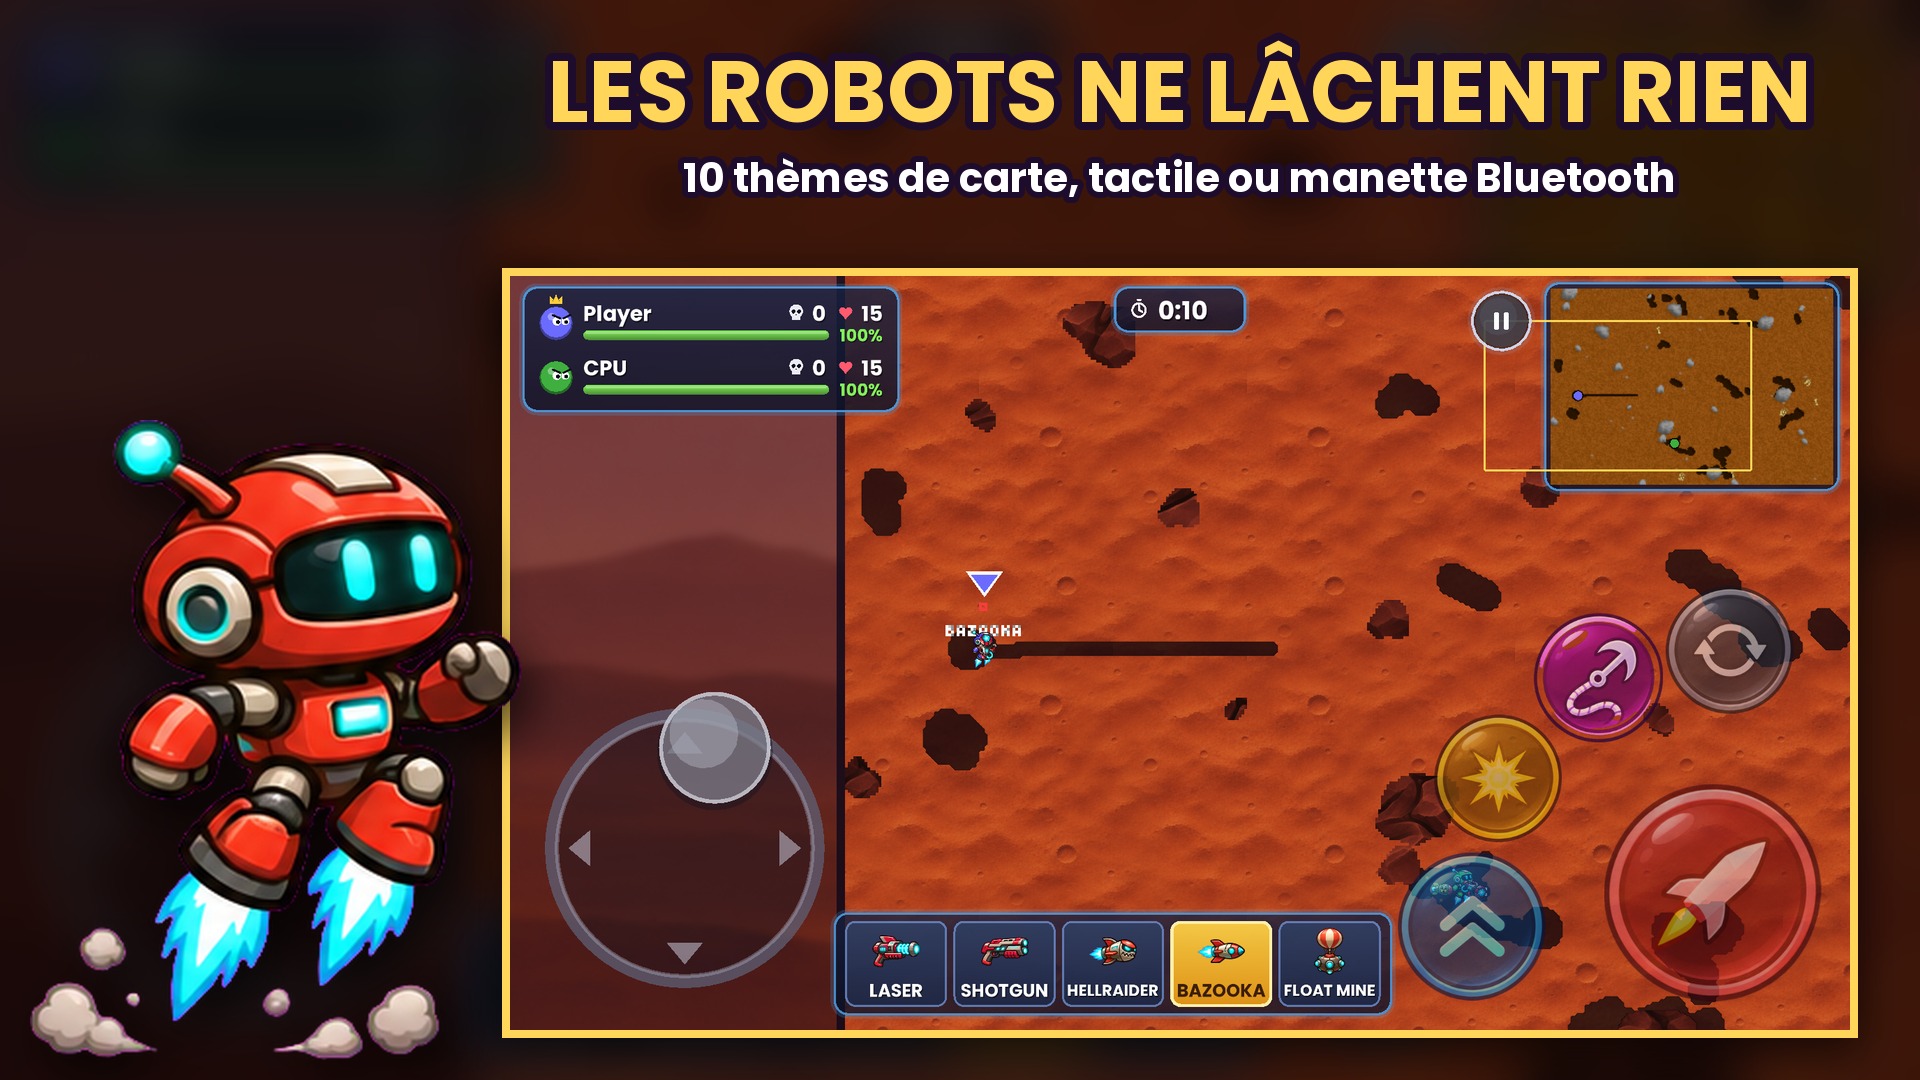 LES ROBOTS NE LÂCHENT RIEN
10 thèmes de carte, tactile ou manette Bluetooth
Player 0 15
100%
CPU 0 15
100%
0:10
BAZOOKA
LASER
SHOTGUN
HELLRAIDER
BAZOOKA
FLOAT MINE